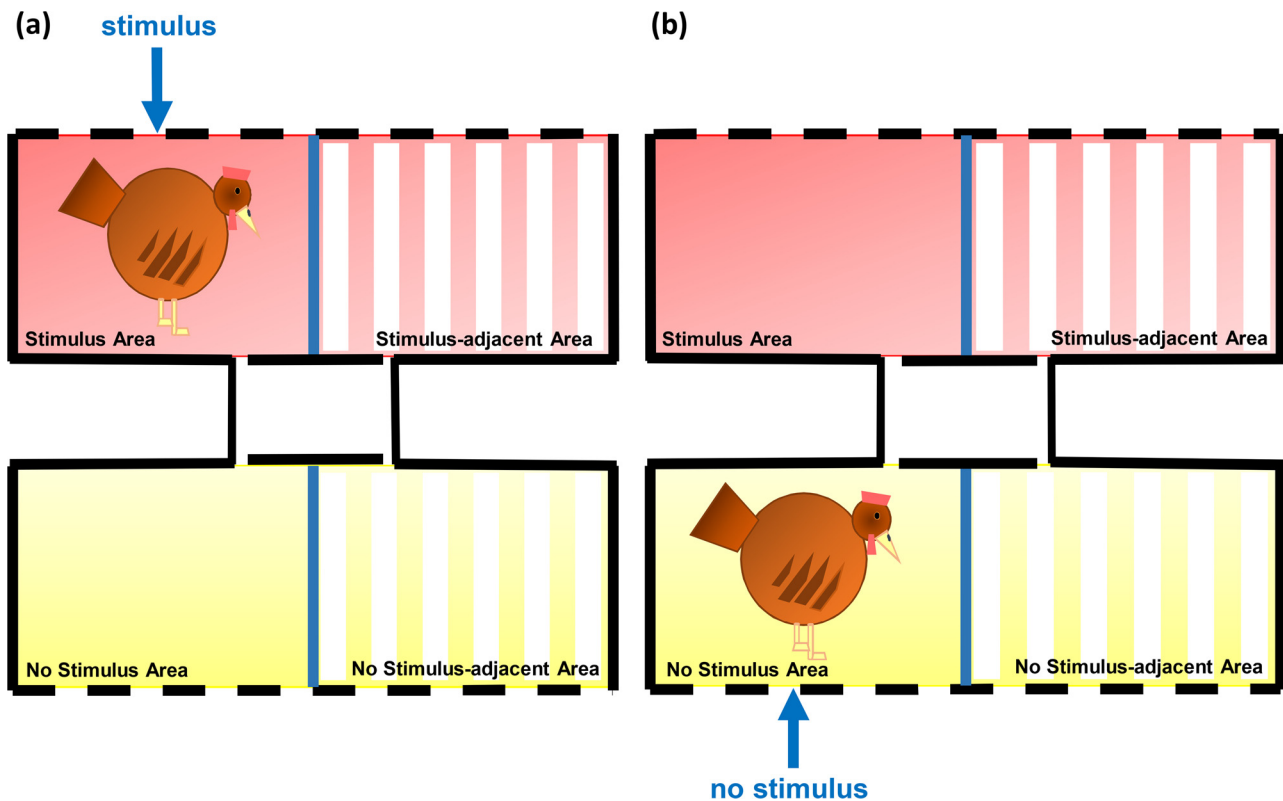 (a)
stimulus
Stimulus Area
Stimulus-adjacent Area
No Stimulus Area
No Stimulus-adjacent Area
(b)
Stimulus Area
Stimulus-adjacent Area
No Stimulus Area
No Stimulus-adjacent Area
no stimulus